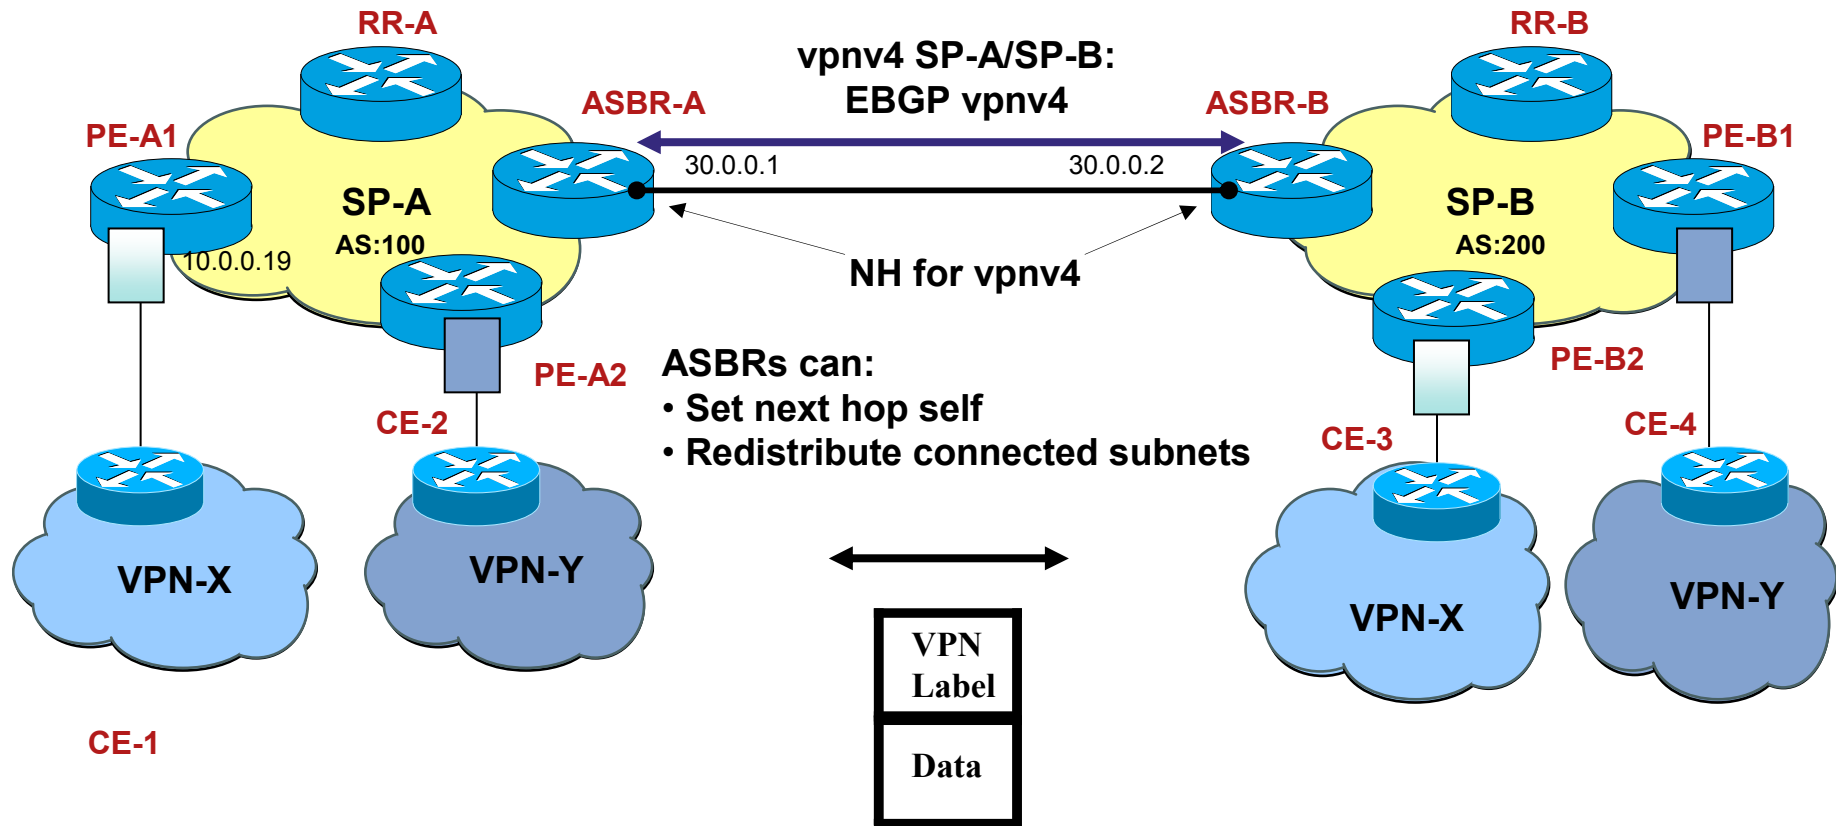 RR-A
RR-B
vpnv4 SP-A/SP-B:
EBGP vpnv4
ASBR-A
ASBR-B
PE-A1
PE-B1
30.0.0.1
30.0.0.2
SP-A
AS:100
SP-B
AS:200
10.0.0.19
NH for vpnv4
PE-A2
PE-B2
ASBRs can:
• Set next hop self
• Redistribute connected subnets
CE-2
CE-3
CE-4
VPN-X
VPN-Y
VPN-X
VPN-Y
VPN
Label
Data
CE-1